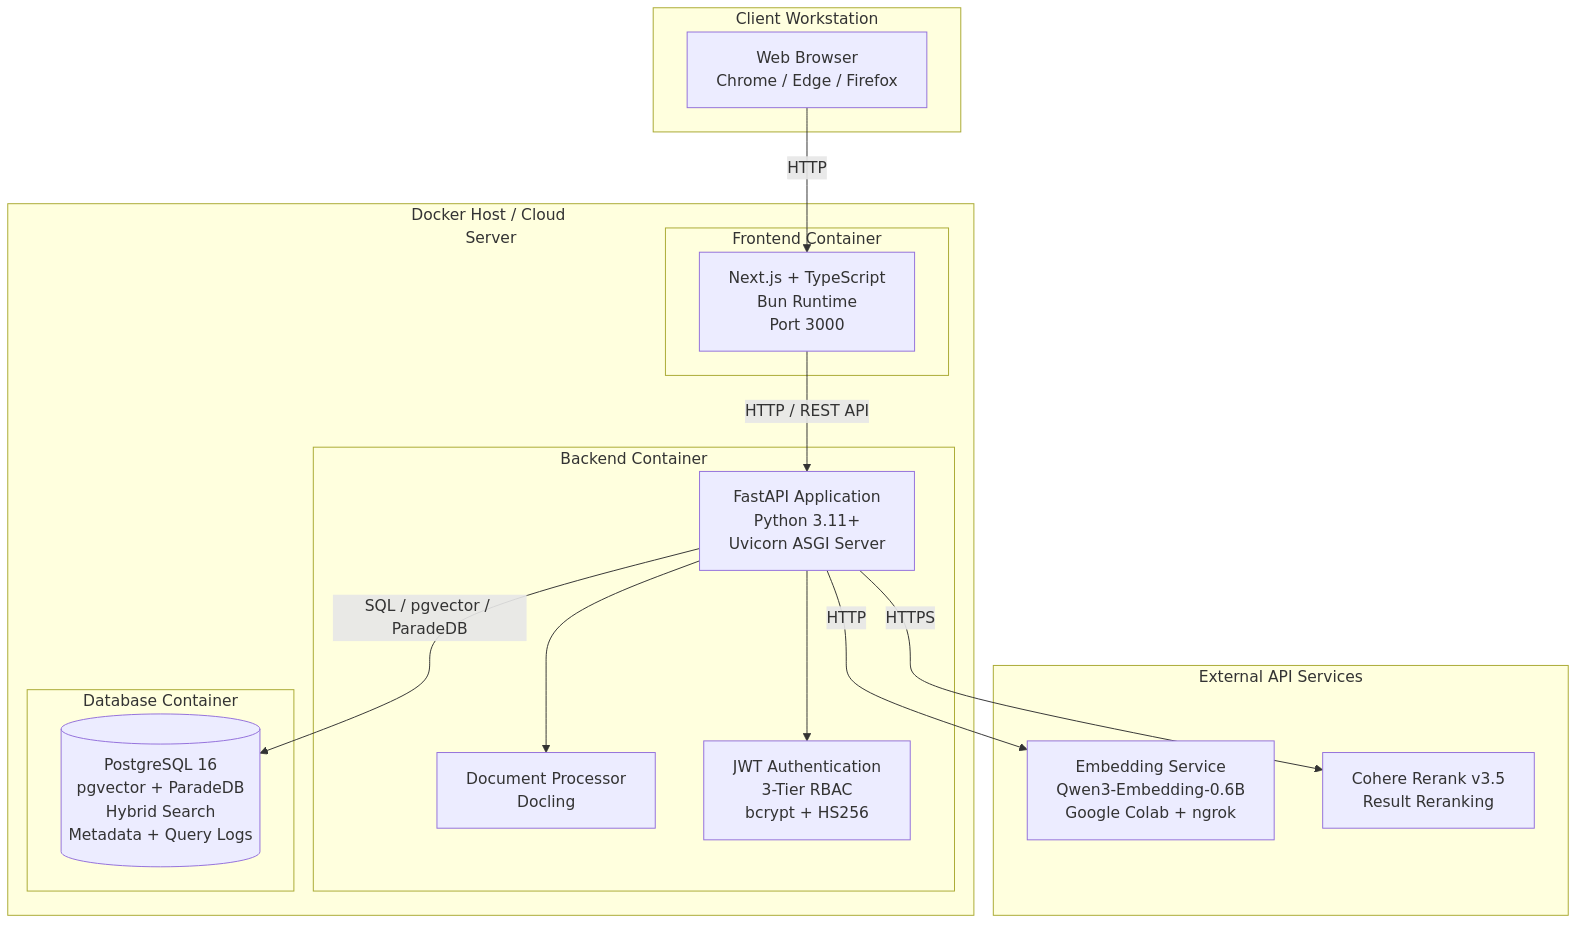 Client Workstation
Web Browser
Chrome / Edge / Firefox
HTTP
Docker Host / Cloud
Server
Frontend Container
Next.js + TypeScript
Bun Runtime
Port 3000
HTTP / REST API
Backend Container
FastAPI Application
Python 3.11+
Uvicorn ASGI Server
SQL / pgvector /
ParadeDB
HTTP
HTTPS
Database Container
PostgreSQL 16
pgvector + ParadeDB
Hybrid Search
Metadata + Query Logs
Document Processor
Docling
JWT Authentication
3-Tier RBAC
bcrypt + HS256
External API Services
Embedding Service
Qwen3-Embedding-0.6B
Google Colab + ngrok
Cohere Rerank v3.5
Result Reranking